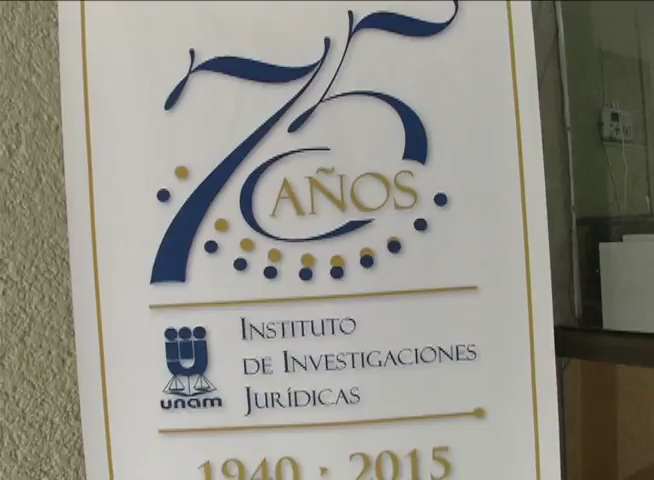 75
AÑOS
INSTITUTO
DE INVESTIGACIONES
JURÍDICAS
unam
1940 · 2015